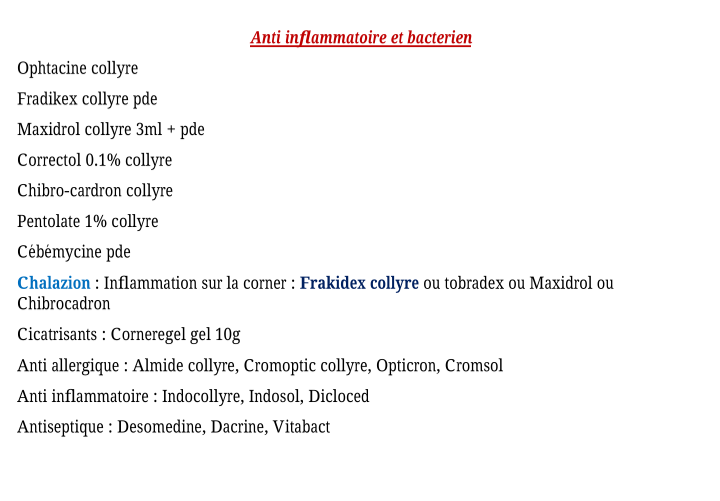 Anti inflammatoire et bacterien
Ophtacine collyre
Fradikex collyre pde
Maxidrol collyre 3ml + pde
Correctol 0.1% collyre
Chibro-cardron collyre
Pentolate 1% collyre
Cébémycine pde
Chalazion : Inflammation sur la corner : Frakidex collyre ou tobradex ou Maxidrol ou
Chibrocadron
Cicatrisants : Corneregel gel 10g
Anti allergique : Almide collyre, Cromoptic collyre, Opticron, Cromsol
Anti inflammatoire : Indocollyre, Indosol, Dicloced
Antiseptique : Desomedine, Dacrine, Vitabact